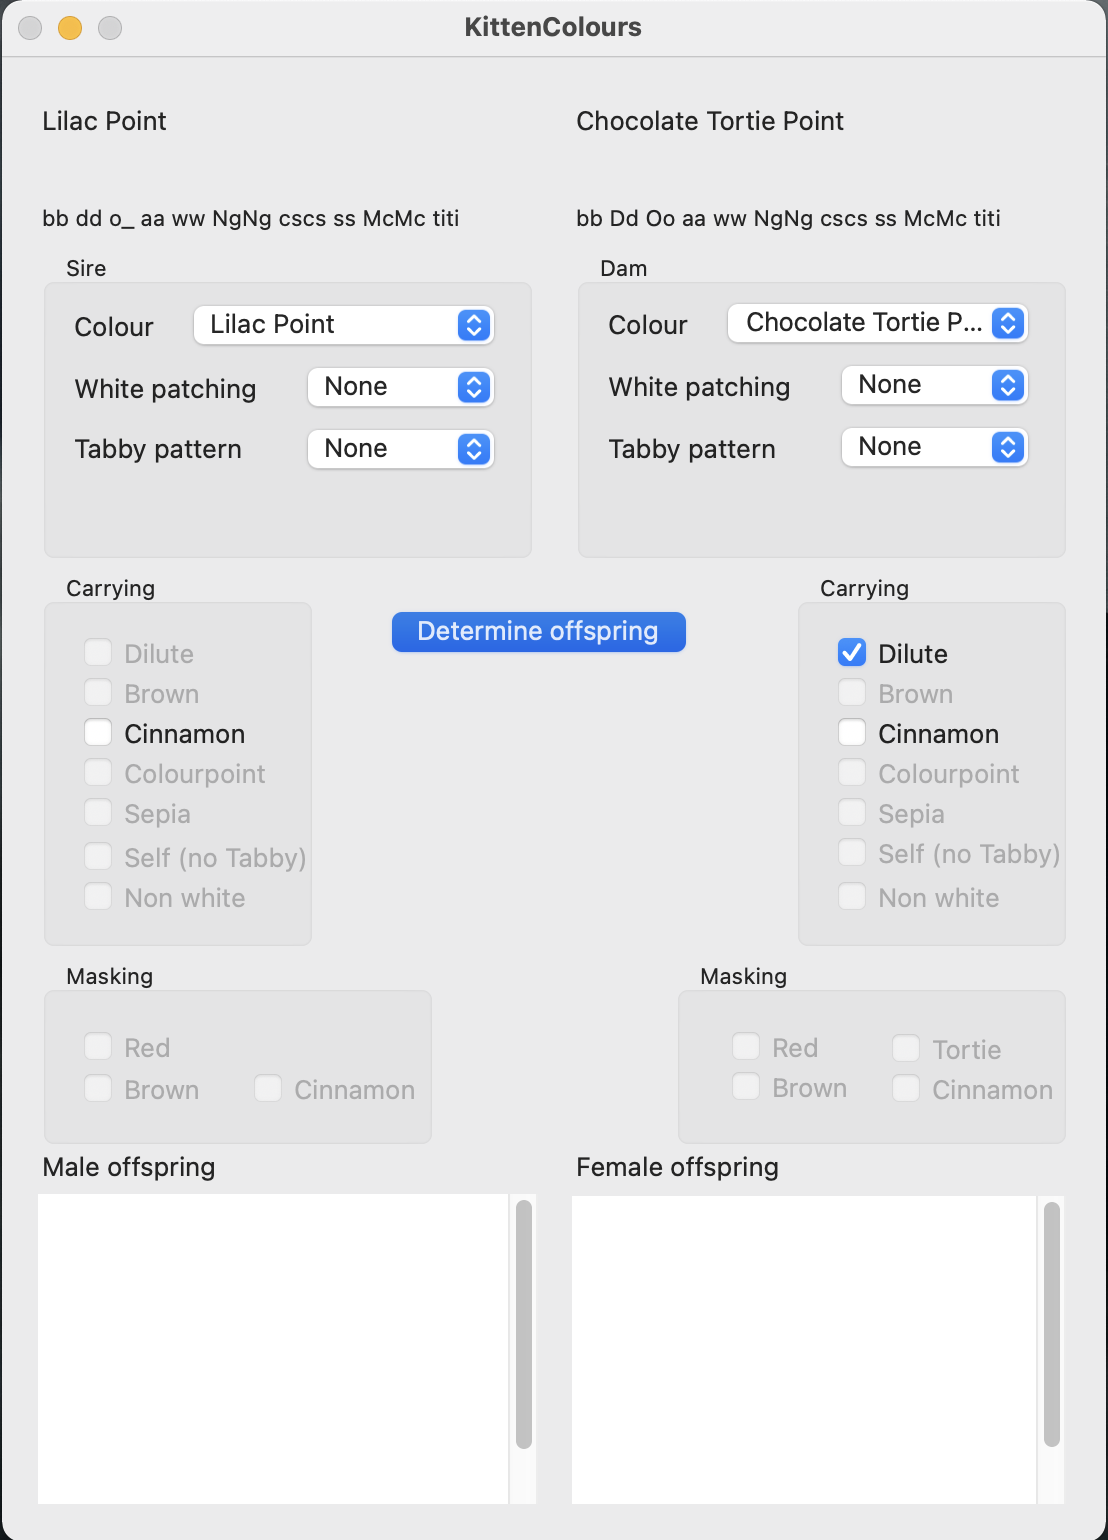 KittenColours
Lilac Point
Chocolate Tortie Point
bb dd o_ aa ww NgNg cscs ss McMc titi
bb Dd Oo aa ww NgNg cscs ss McMc titi
Sire
Dam
Colour
Lilac Point
Colour
Chocolate Tortie P...
White patching
None
White patching
None
Tabby pattern
None
Tabby pattern
None
Carrying
Carrying
Determine offspring
Dilute
Brown
Cinnamon
Colourpoint
Sepia
Self (no Tabby)
Non white
Dilute
Brown
Cinnamon
Colourpoint
Sepia
Self (no Tabby)
Non white
Masking
Masking
Red
Brown
Cinnamon
Red
Tortie
Brown
Cinnamon
Male offspring
Female offspring